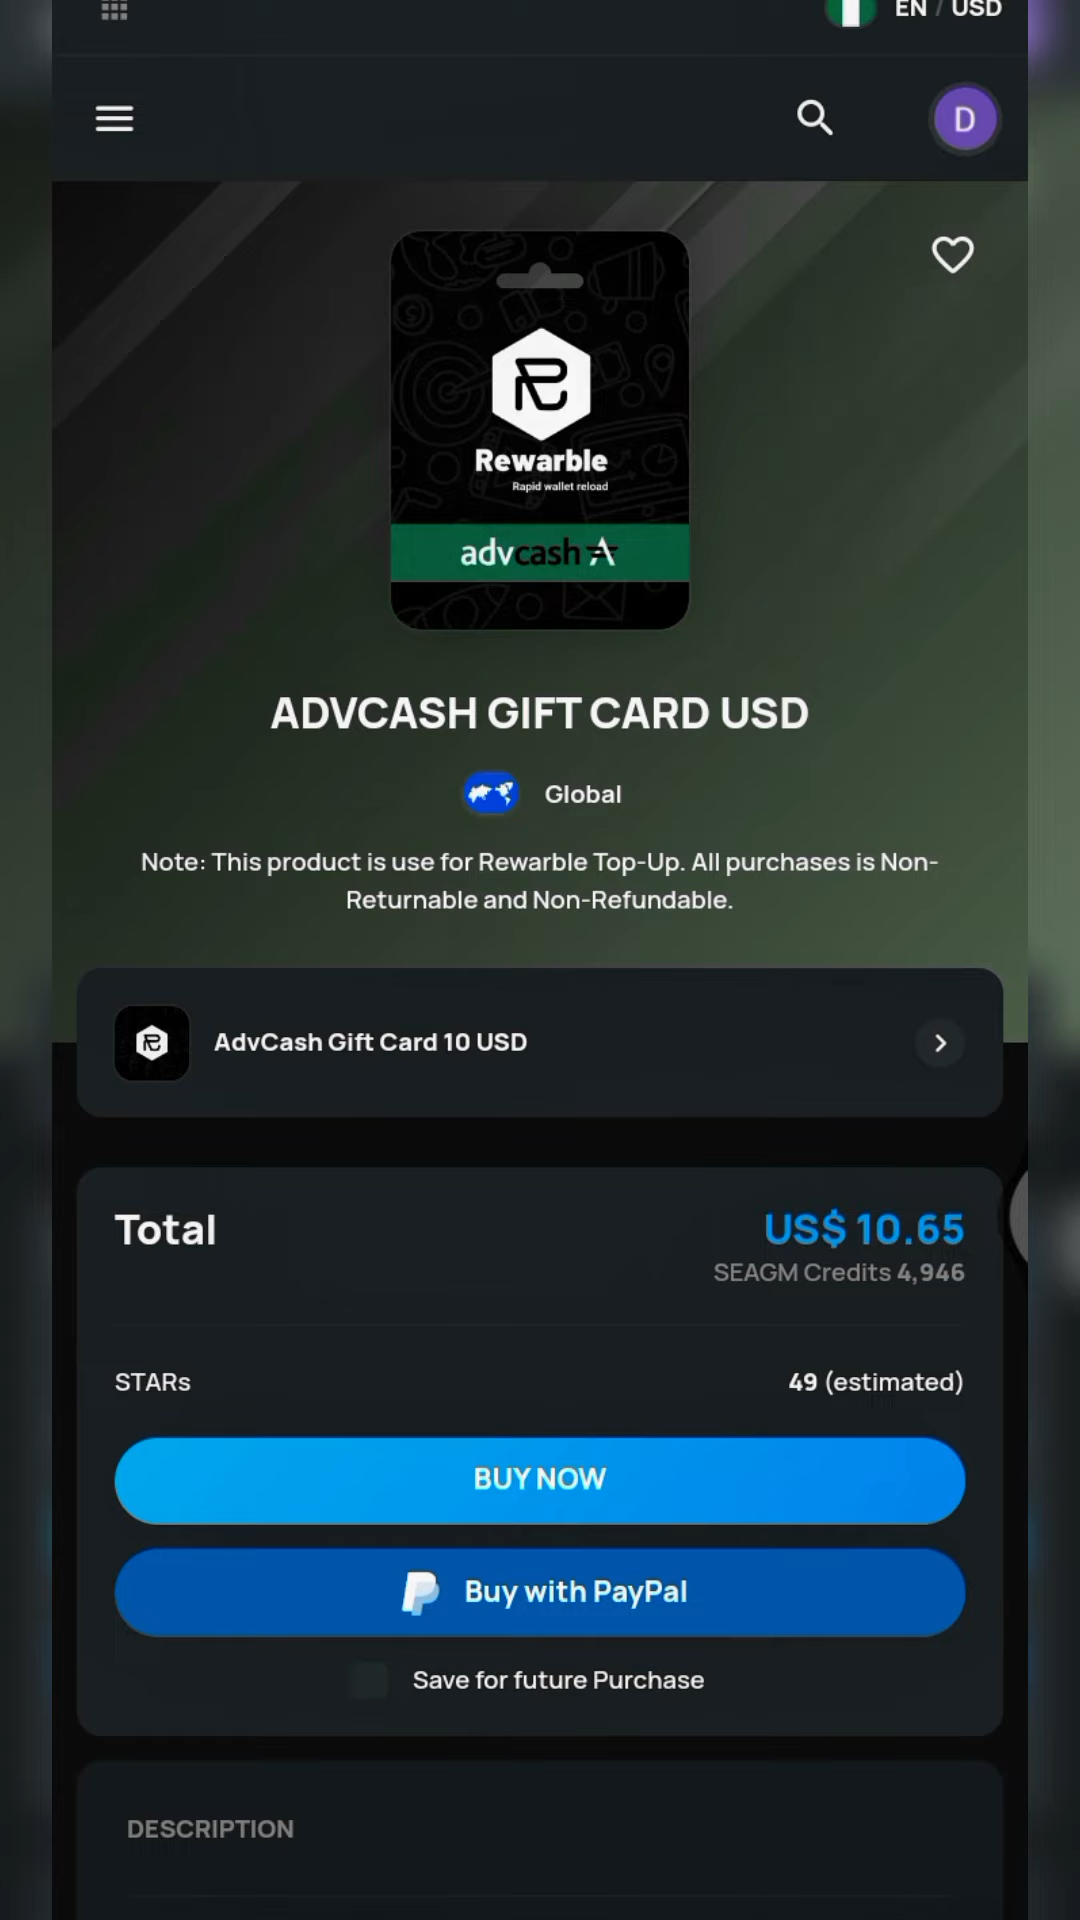 EN / USD
D
Rewarble
Rapid wallet reload
advcash
ADVCASH GIFT CARD USD
Global
Note: This product is use for Rewarble Top-Up. All purchases is Non-
Returnable and Non-Refundable.
AdvCash Gift Card 10 USD
Total
US$ 10.65
SEAGM Credits 4,946
STARs
49 (estimated)
BUY NOW
Buy with PayPal
Save for future Purchase
DESCRIPTION